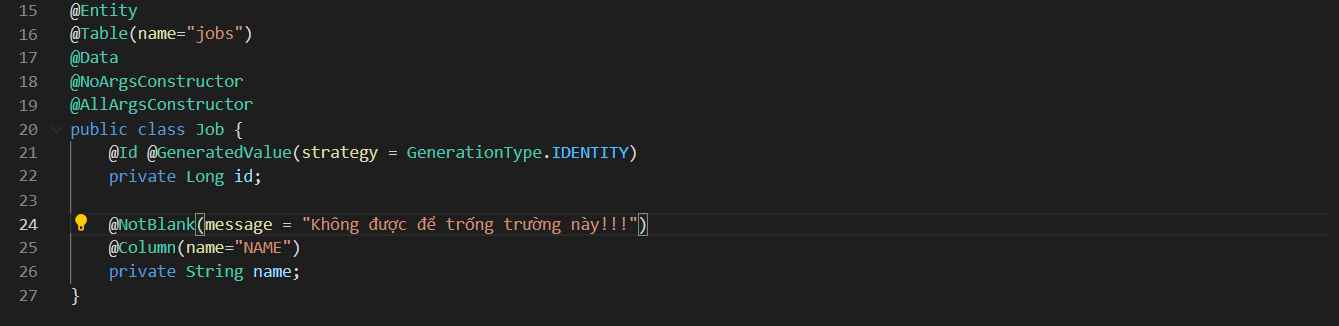 15 @Entity
16 @Table(name="jobs")
17 @Data
18 @NoArgsConstructor
19 @AllArgsConstructor
20 public class Job {
21 @Id @GeneratedValue(strategy = GenerationType.IDENTITY)
22 private Long id;
23
24 @NotBlank(message = "Không được để trống trường này!!!")
25 @Column(name="NAME")
26 private String name;
27 }